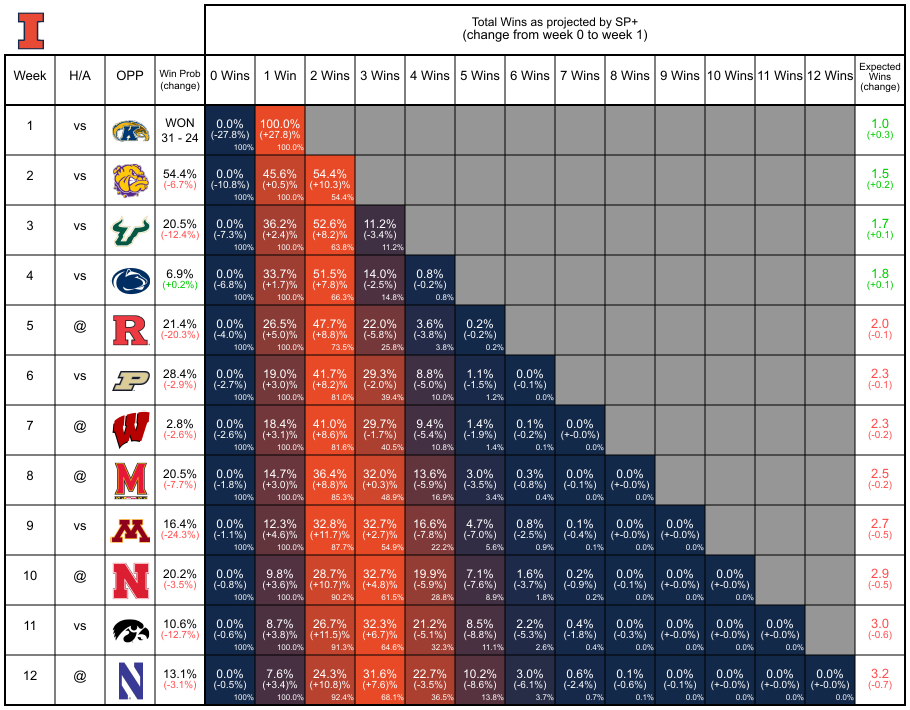 Total Wins as projected by SP+
(change from week 0 to week 1)
Week H/A OPP Win Prob (change) 0 Wins 1 Win 2 Wins 3 Wins 4 Wins 5 Wins 6 Wins 7 Wins 8 Wins 9 Wins 10 Wins 11 Wins 12 Wins Expected Wins (change)
1 vs K WON 0.0% 100.0% 1.0
31 - 24 (-27.8%) (+27.8)% (+0.3)
100% 100.0%
2 vs 54.4% 0.0% 45.6% 54.4% 1.5
(-6.7%) (-10.8%) (+0.5)% (+10.3)% (+0.2)
100% 100.0% 54.4%
3 vs 20.5% 0.0% 36.2% 52.6% 11.2% 1.7
(-12.4%) (-7.3%) (+2.4)% (+8.2)% (-3.4%) (+0.1)
100% 100.0% 63.8% 11.2%
4 vs 6.9% 0.0% 33.7% 51.5% 14.0% 0.8% 1.8
(+0.2%) (-6.8%) (+1.7)% (+7.8)% (-2.5%) (-0.2%) (+0.1)
100% 100.0% 66.3% 14.8% 0.8%
5 @ R 21.4% 0.0% 26.5% 47.7% 22.0% 3.6% 0.2% 2.0
(-20.3%) (-4.0%) (+5.0)% (+8.8)% (-5.8%) (-3.8%) (-0.2%) (-0.1)
100% 100.0% 73.5% 25.8% 3.8% 0.2%
6 vs P 28.4% 0.0% 19.0% 41.7% 29.3% 8.8% 1.1% 0.0% 2.3
(-2.9%) (-2.7%) (+3.0)% (+8.2)% (-2.0%) (-5.0%) (-1.5%) (-0.1%) (-0.1)
100% 100.0% 81.0% 39.4% 10.0% 1.2% 0.0%
7 @ W 2.8% 0.0% 18.4% 41.0% 29.7% 9.4% 1.4% 0.1% 0.0% 2.3
(-2.6%) (-2.6%) (+3.1)% (+8.6)% (-1.7%) (-5.4%) (-1.9%) (-0.2%) (+-0.0%) (-0.2)
100% 100.0% 81.6% 40.5% 10.8% 1.4% 0.1% 0.0%
8 @ M 20.5% 0.0% 14.7% 36.4% 32.0% 13.6% 3.0% 0.3% 0.0% 0.0% 2.5
(-7.7%) (-1.8%) (+3.0)% (+8.8)% (+0.3)% (-5.9%) (-3.5%) (-0.8%) (-0.1%) (+-0.0%) (-0.2)
100% 100.0% 85.3% 48.9% 16.9% 3.4% 0.4% 0.0% 0.0%
9 vs M 16.4% 0.0% 12.3% 32.8% 32.7% 16.6% 4.7% 0.8% 0.1% 0.0% 0.0% 2.7
(-24.3%) (-1.1%) (+4.6)% (+11.7)% (+2.7)% (-7.8%) (-7.0%) (-2.5%) (-0.4%) (+-0.0%) (+-0.0%) (-0.5)
100% 100.0% 87.7% 54.9% 22.2% 5.6% 0.9% 0.1% 0.0% 0.0%
10 @ N 20.2% 0.0% 9.8% 28.7% 32.7% 19.9% 7.1% 1.6% 0.2% 0.0% 0.0% 0.0% 2.9
(-3.5%) (-0.8%) (+3.6)% (+10.7)% (+4.8)% (-5.9%) (-7.6%) (-3.7%) (-0.9%) (-0.1%) (+-0.0%) (+-0.0%) (-0.5)
100% 100.0% 90.2% 61.5% 28.8% 8.9% 1.8% 0.2% 0.0% 0.0% 0.0%
11 vs 10.6% 0.0% 8.7% 26.7% 32.3% 21.2% 8.5% 2.2% 0.4% 0.0% 0.0% 0.0% 0.0% 3.0
(-12.7%) (-0.6%) (+3.8)% (+11.5)% (+6.7)% (-5.1%) (-8.8%) (-5.3%) (-1.8%) (-0.3%) (+-0.0%) (+-0.0%) (+-0.0%) (-0.6)
100% 100.0% 91.3% 64.6% 32.3% 11.1% 2.6% 0.4% 0.0% 0.0% 0.0% 0.0%
12 @ N 13.1% 0.0% 7.6% 24.3% 31.6% 22.7% 10.2% 3.0% 0.6% 0.1% 0.0% 0.0% 0.0% 0.0% 3.2
(-3.1%) (-0.5%) (+3.4)% (+10.8)% (+7.6)% (-3.5%) (-8.6%) (-6.1%) (-2.4%) (-0.6%) (-0.1%) (+-0.0%) (+-0.0%) (+-0.0%) (-0.7)
100% 100.0% 92.4% 68.1% 36.5% 13.8% 3.7% 0.7% 0.1% 0.0% 0.0% 0.0% 0.0%